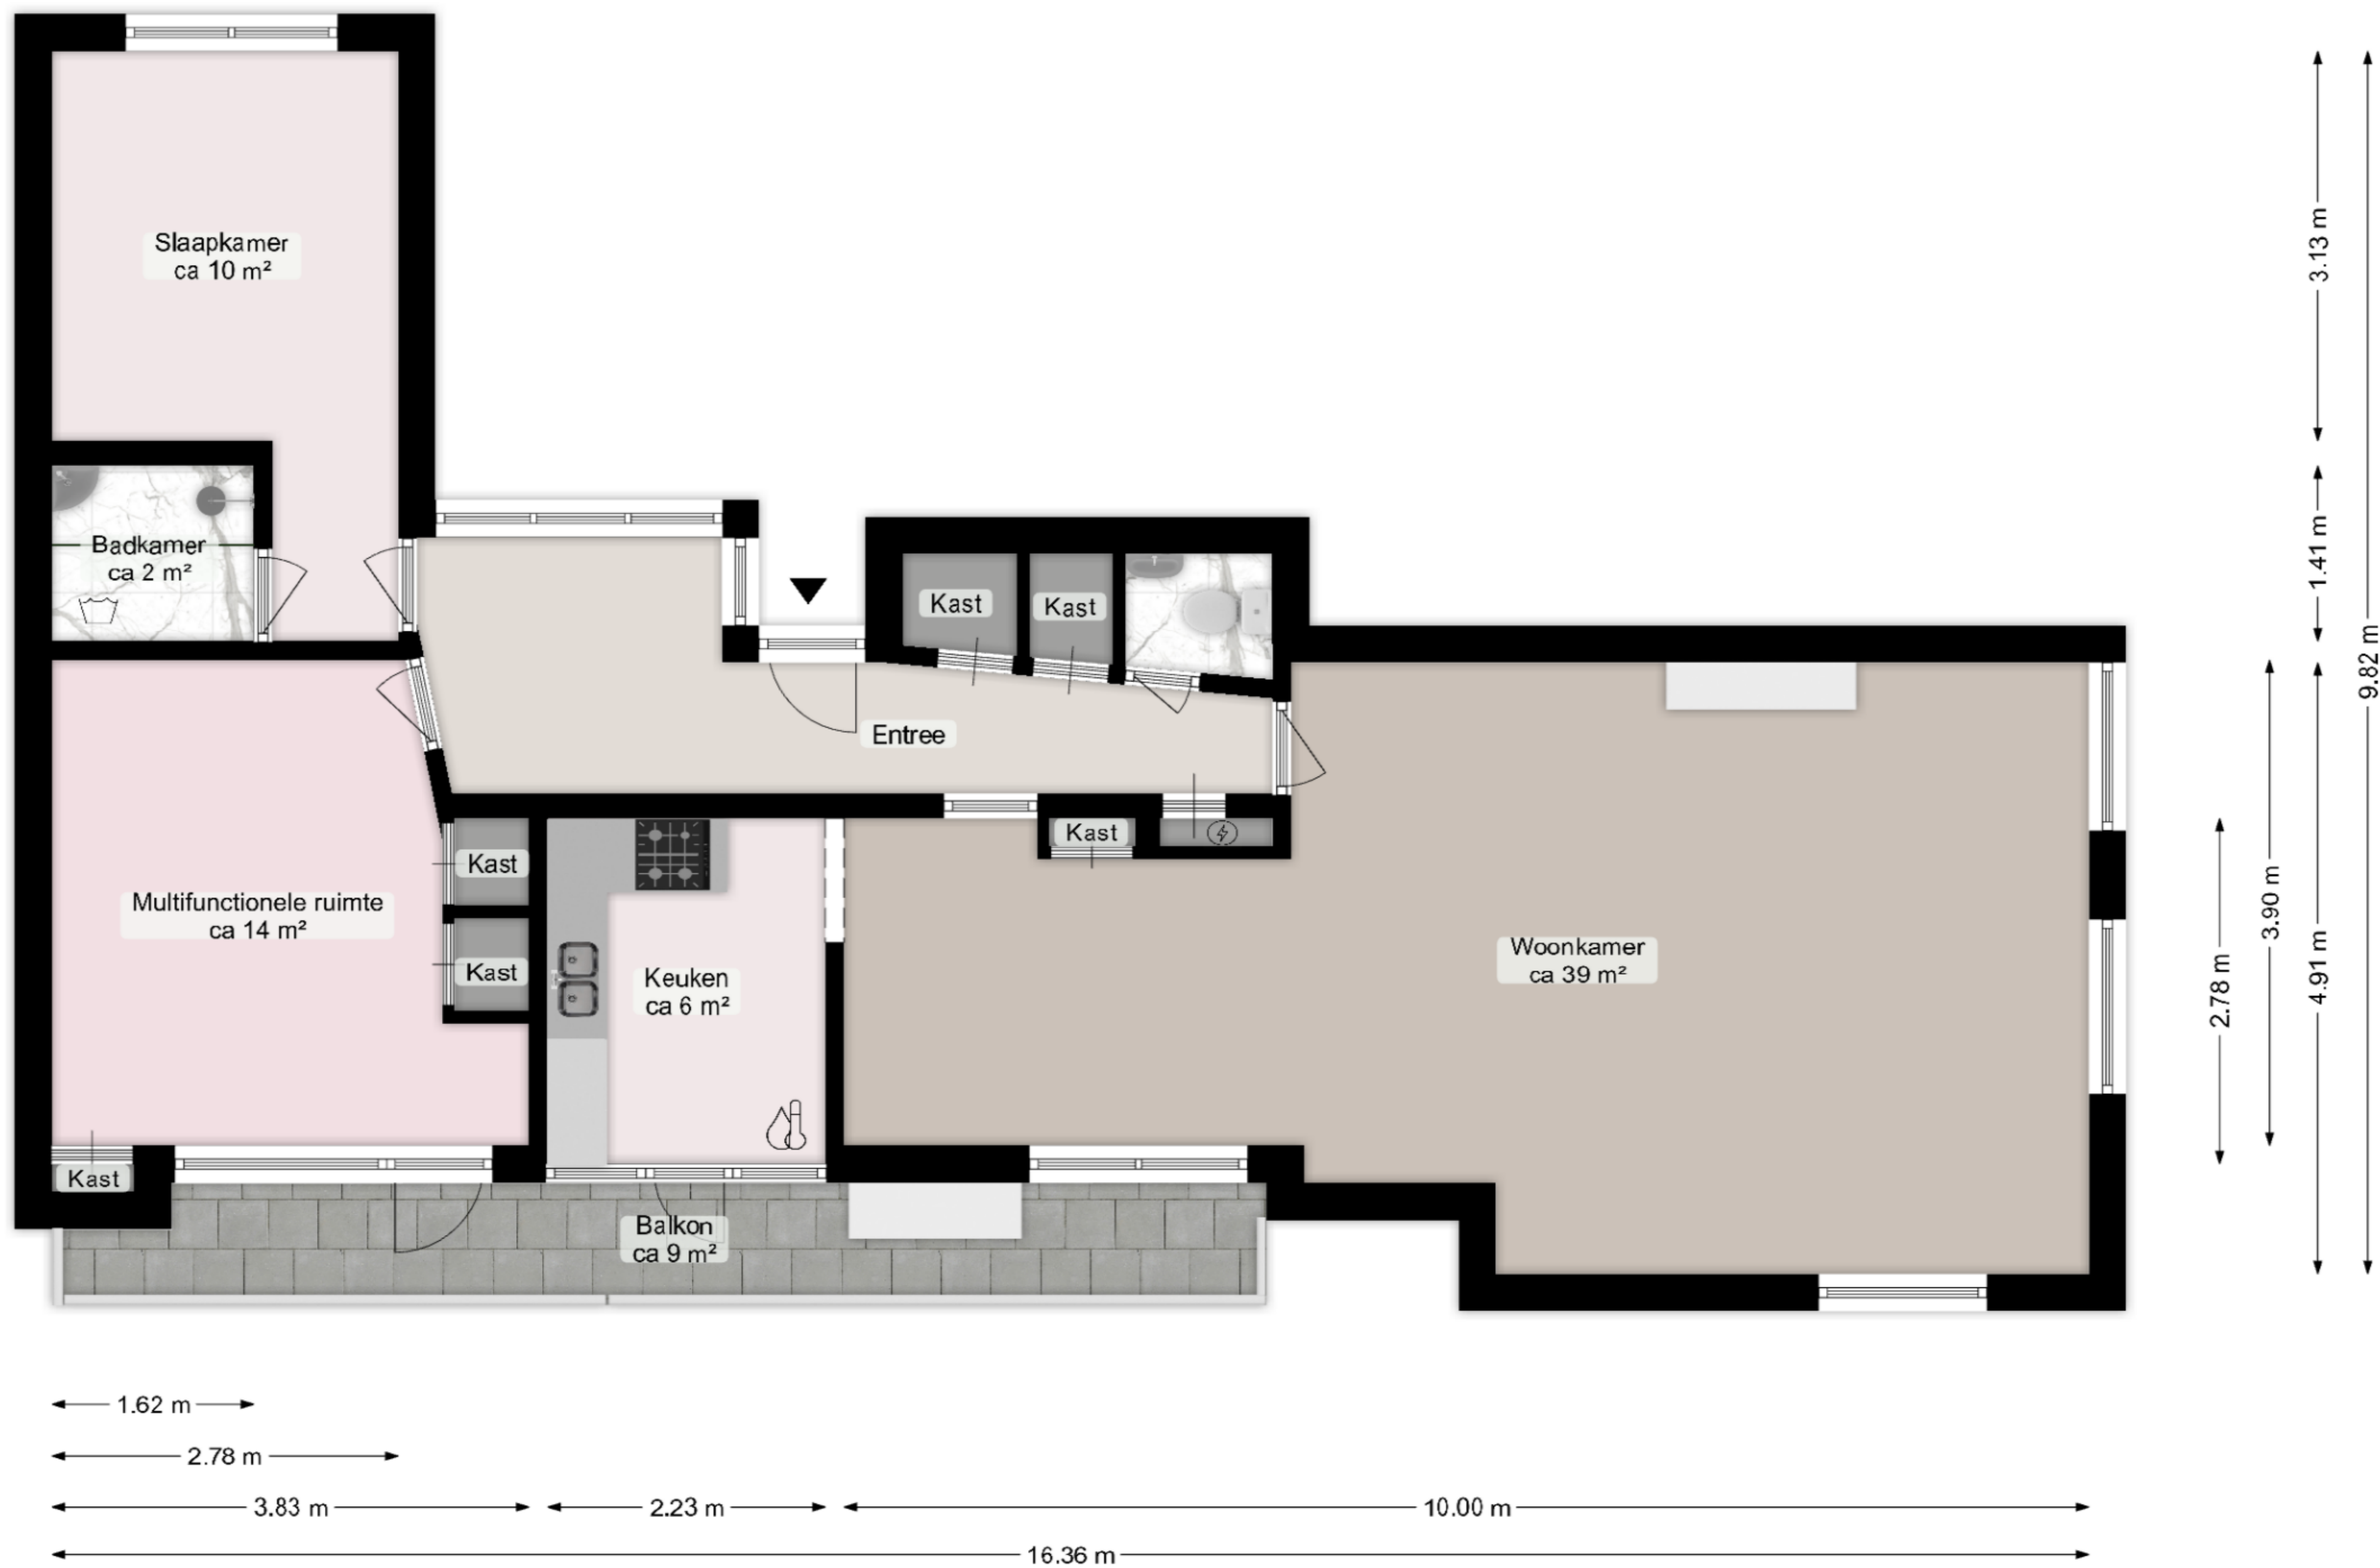 Slaapkamer
ca 10 m²
Badkamer
ca 2 m²
Kast
Kast
Entree
Kast
Kast
Kast
Multifunctionele ruimte
ca 14 m²
Keuken
ca 6 m²
Woonkamer
ca 39 m²
Kast
Balkon
ca 9 m²
3.13 m
1.41 m
9.82 m
3.90 m
4.91 m
2.78 m
1.62 m
2.78 m
3.83 m
2.23 m
10.00 m
16.36 m